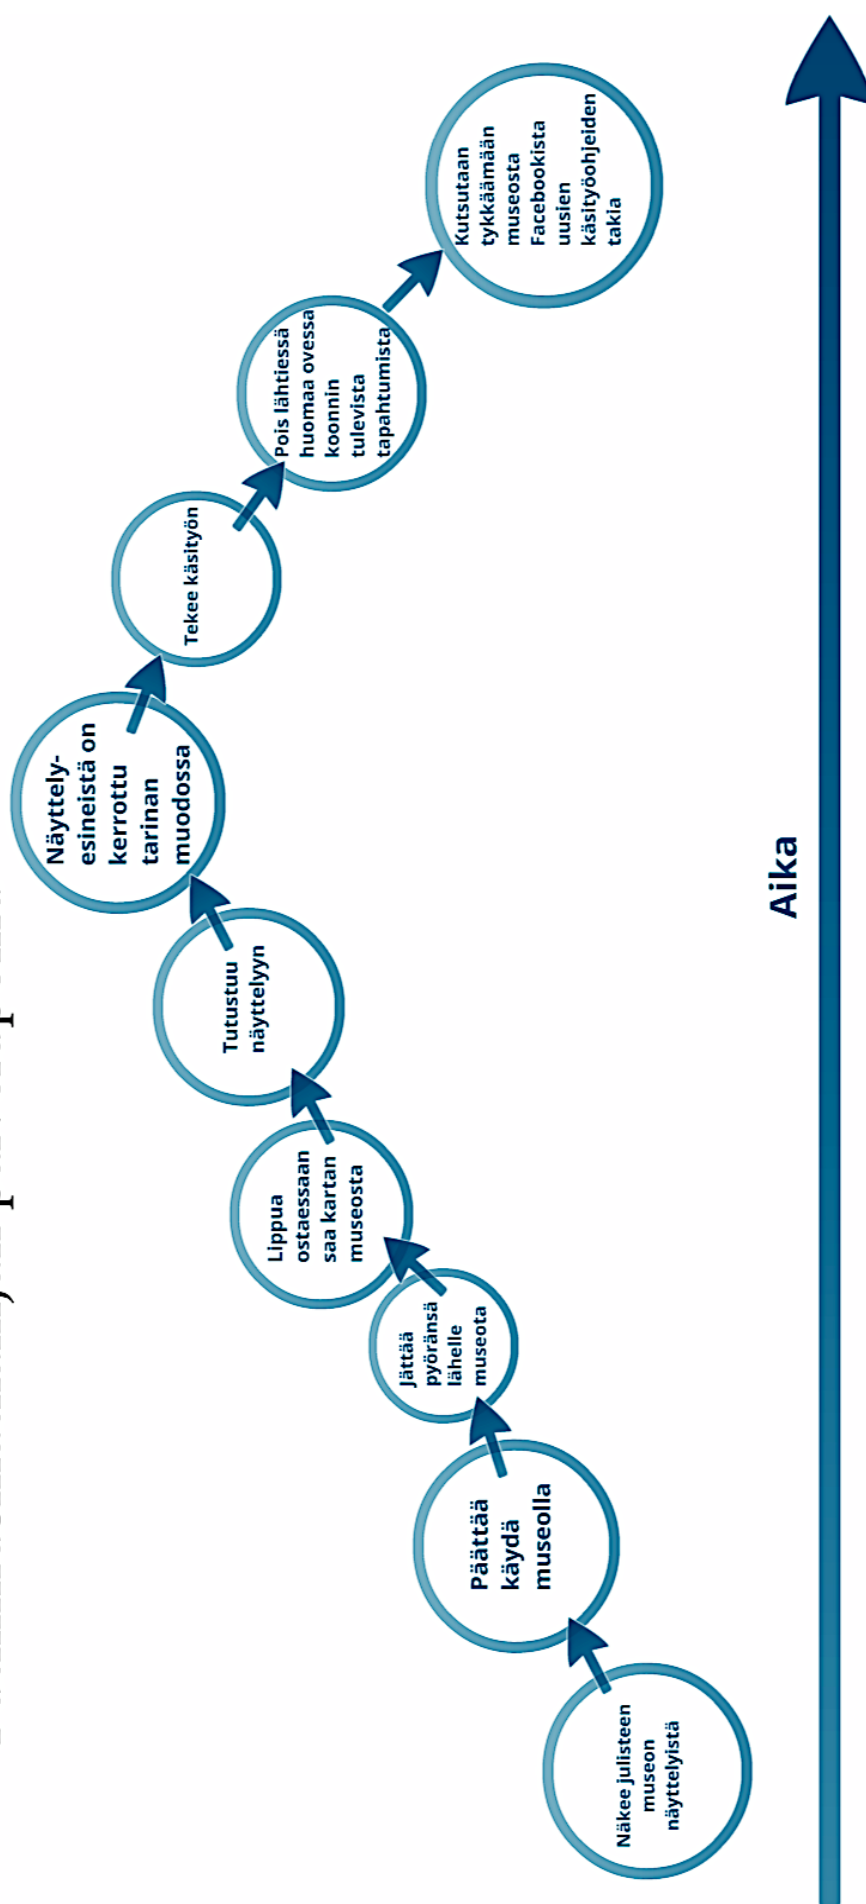 Näkee julisteen
museon
näyttelyistä
Päättää
käydä
museolla
Jättää
pyöränsä
lähelle
museota
Lippua
ostaessaan
saa kartan
museosta
Tutustuu
näyttelyyn
Näyttely-
esineistä on
kerrottu
tarinan
muodossa
Tekee käsityön
Pois lähtiessä
huomaa ovessa
koonnin
tulevista
tapahtumista
Kutsutaan
tykkäämään
museosta
Facebookista
uusien
käsityöohjeiden
takia
Aika